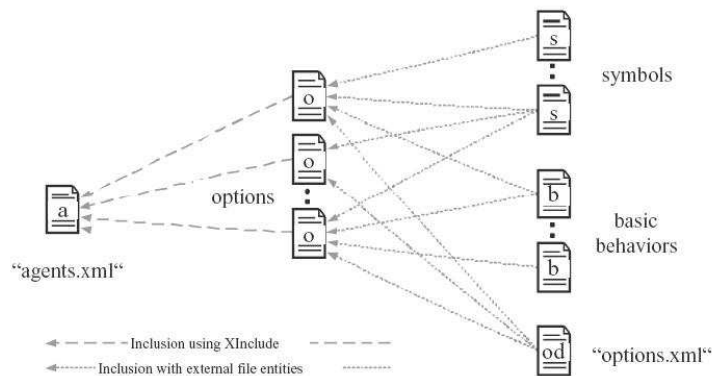 s
symbols
o
s
o
a
options
b
o
basic
behaviors
b
“agents.xml“
Inclusion using XInclude
od
“options.xml“
Inclusion with external file entities